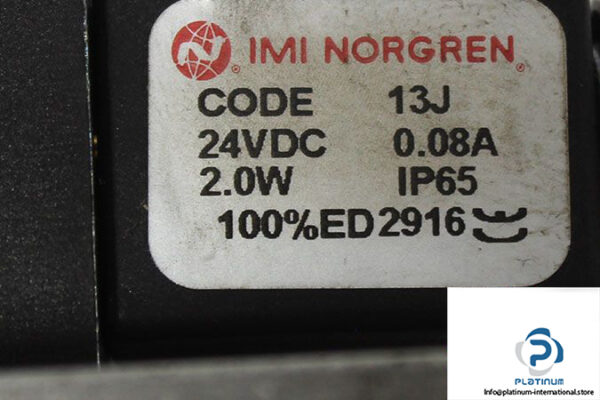 IMI NORGREN
CODE 13J
24VDC 0.08A
2.0W IP65
100%ED 2916
PLATINUM
Info@platinum-international.store